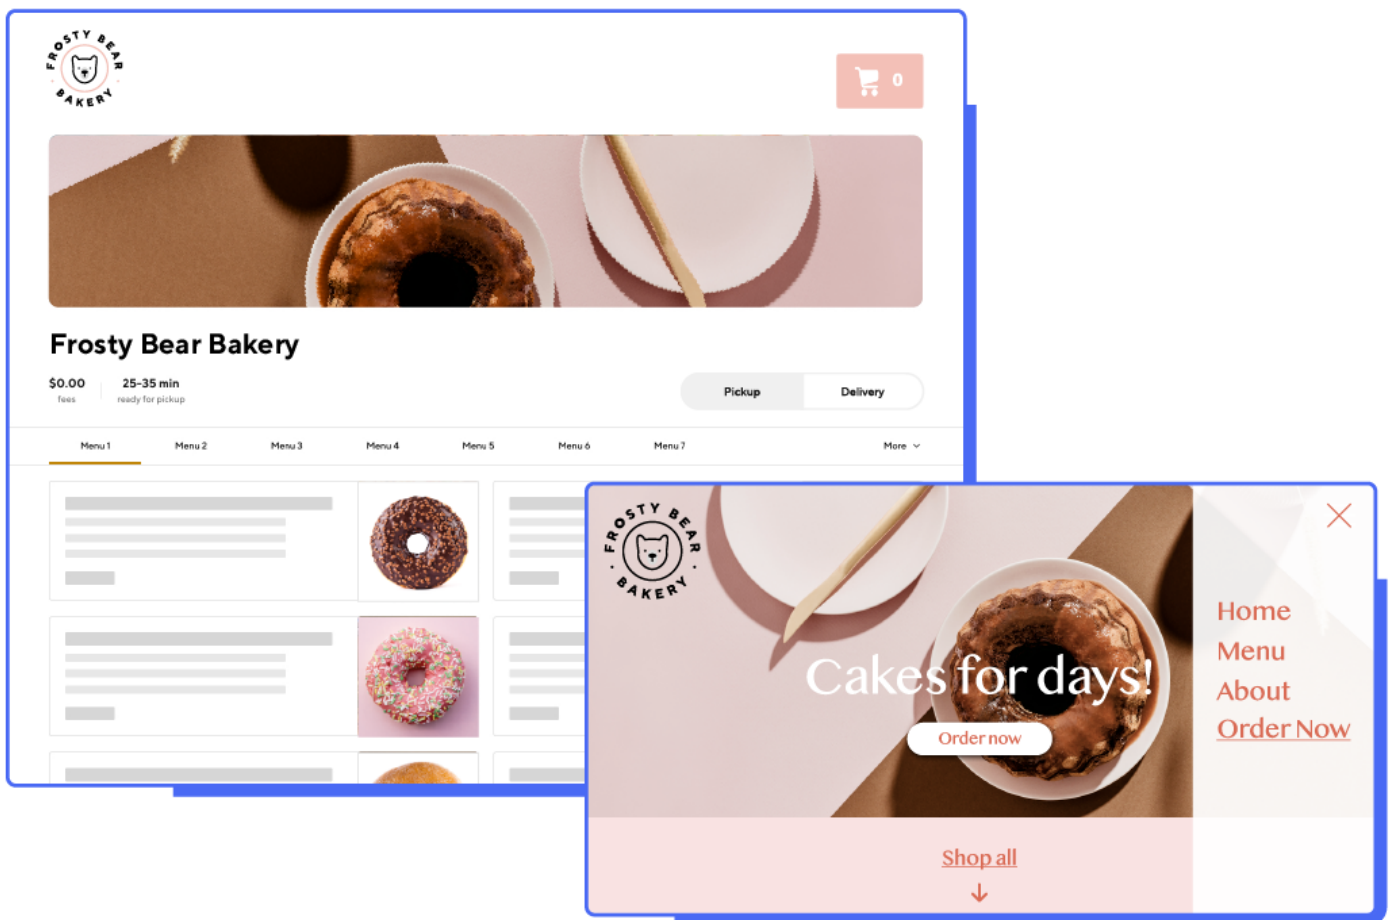 FROSTY BEAR
BAKERY
0
Frosty Bear Bakery
$0.00
fees
25-35 min
ready for pickup
Pickup
Delivery
Menu 1
Menu 2
Menu 3
Menu 4
Menu 5
Menu 6
Menu 7
More
FROSTY BEAR
BAKERY
Cakes for days!
Order now
Shop all
Home
Menu
About
Order Now